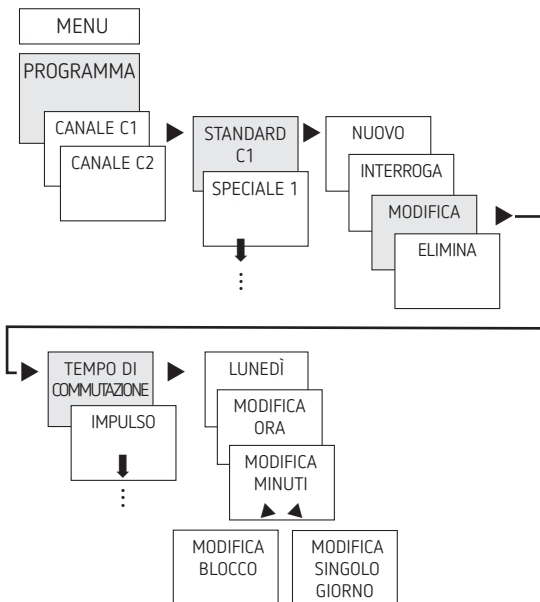 MENU
PROGRAMMA
CANALE C1
CANALE C2
STANDARD
C1
SPECIALE 1
NUOVO
INTERROGA
MODIFICA
ELIMINA
TEMPO DI
COMMUTAZIONE
IMPULSO
LUNEDÌ
MODIFICA
ORA
MODIFICA
MINUTI
MODIFICA
BLOCCO
MODIFICA
SINGOLO
GIORNO